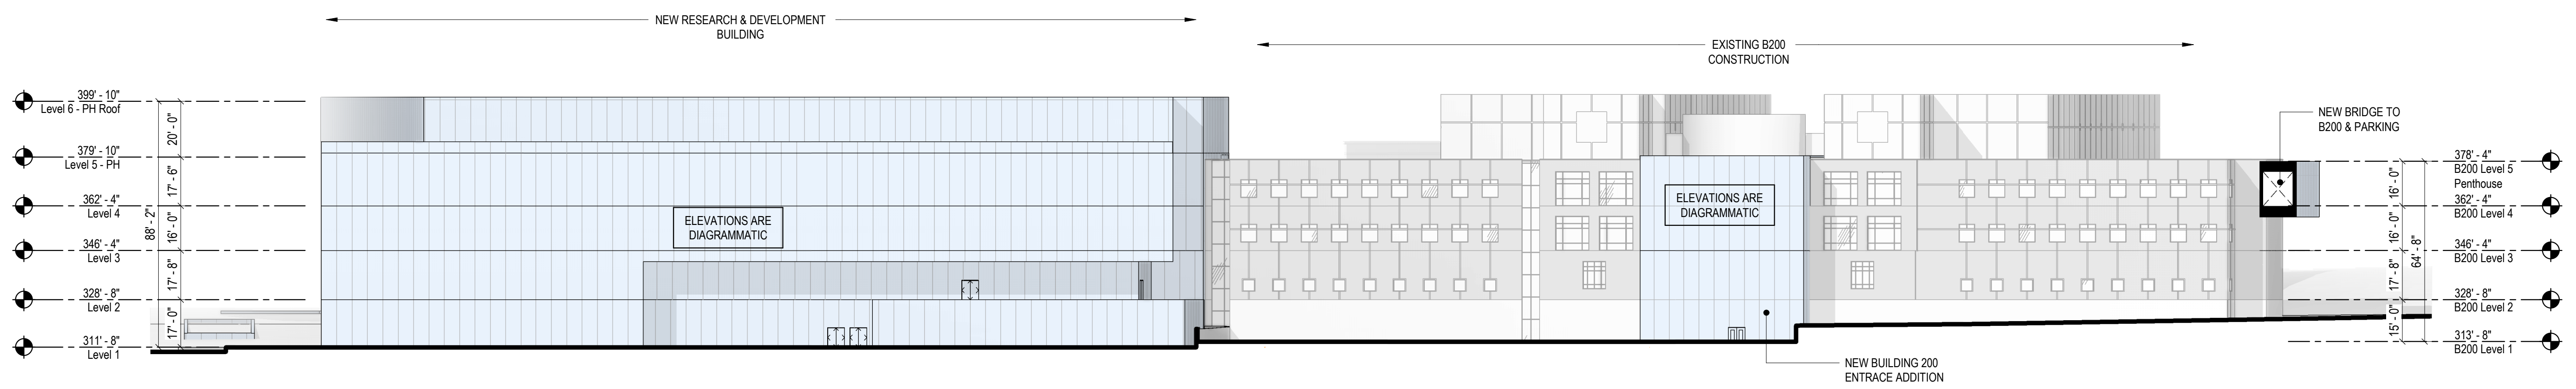 NEW RESEARCH & DEVELOPMENT
BUILDING
EXISTING B200
CONSTRUCTION
399' - 10"
Level 6 - PH Roof
379' - 10"
Level 5 - PH
362' - 4"
Level 4
346' - 4"
Level 3
328' - 8"
Level 2
311' - 8"
Level 1
88' - 2"
20' - 0"
17' - 6"
16' - 0"
17' - 8"
17' - 0"
ELEVATIONS ARE
DIAGRAMMATIC
ELEVATIONS ARE
DIAGRAMMATIC
NEW BUILDING 200
ENTRACE ADDITION
NEW BRIDGE TO
B200 & PARKING
16' - 0"
16' - 0"
17' - 8"
15' - 0"
64' - 8"
378' - 4"
B200 Level 5
Penthouse
362' - 4"
B200 Level 4
346' - 4"
B200 Level 3
328' - 8"
B200 Level 2
313' - 8"
B200 Level 1